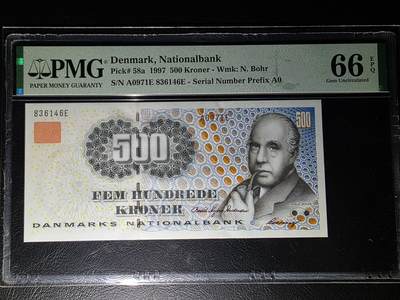 PMG
PAPER MONEY GUARANTY
Denmark, Nationalbank
Pick# 58a 1997 500 Kroner - Wmk: N. Bohr
S/N A0971E 836146E - Serial Number Prefix A0
66 EPQ
Gem Uncirculated
836146E
A0971E
500
500
FEM HUNDREDE
KRONER
DANMARKS NATIONALBANK